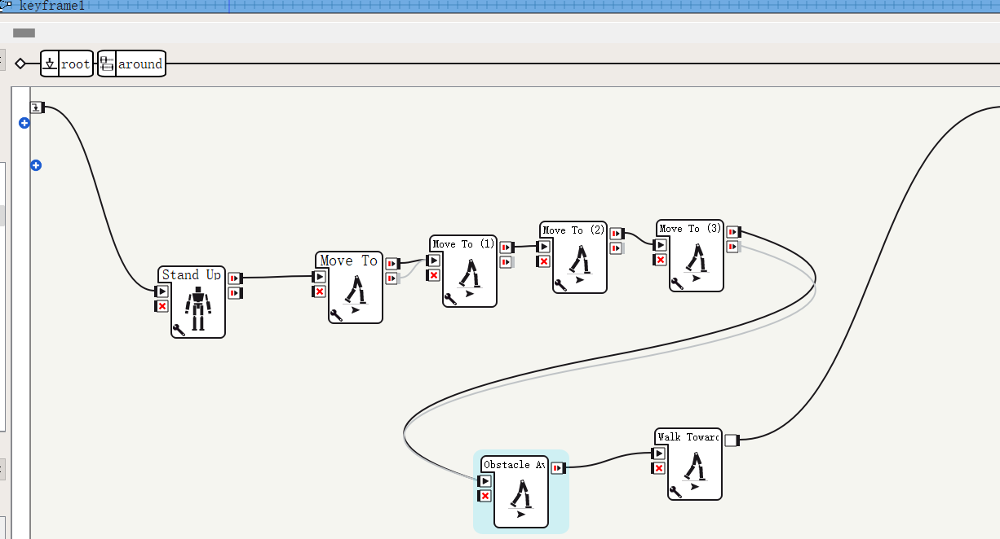 keyframe1
root
around
Stand Up
Move To
Move To (1)
Move To (2)
Move To (3)
Obstacle Av
Walk Toward